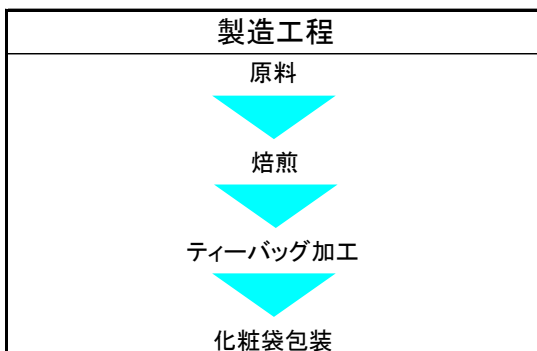 製造工程
原料
焙煎
ティーバッグ加工
化粧袋包装